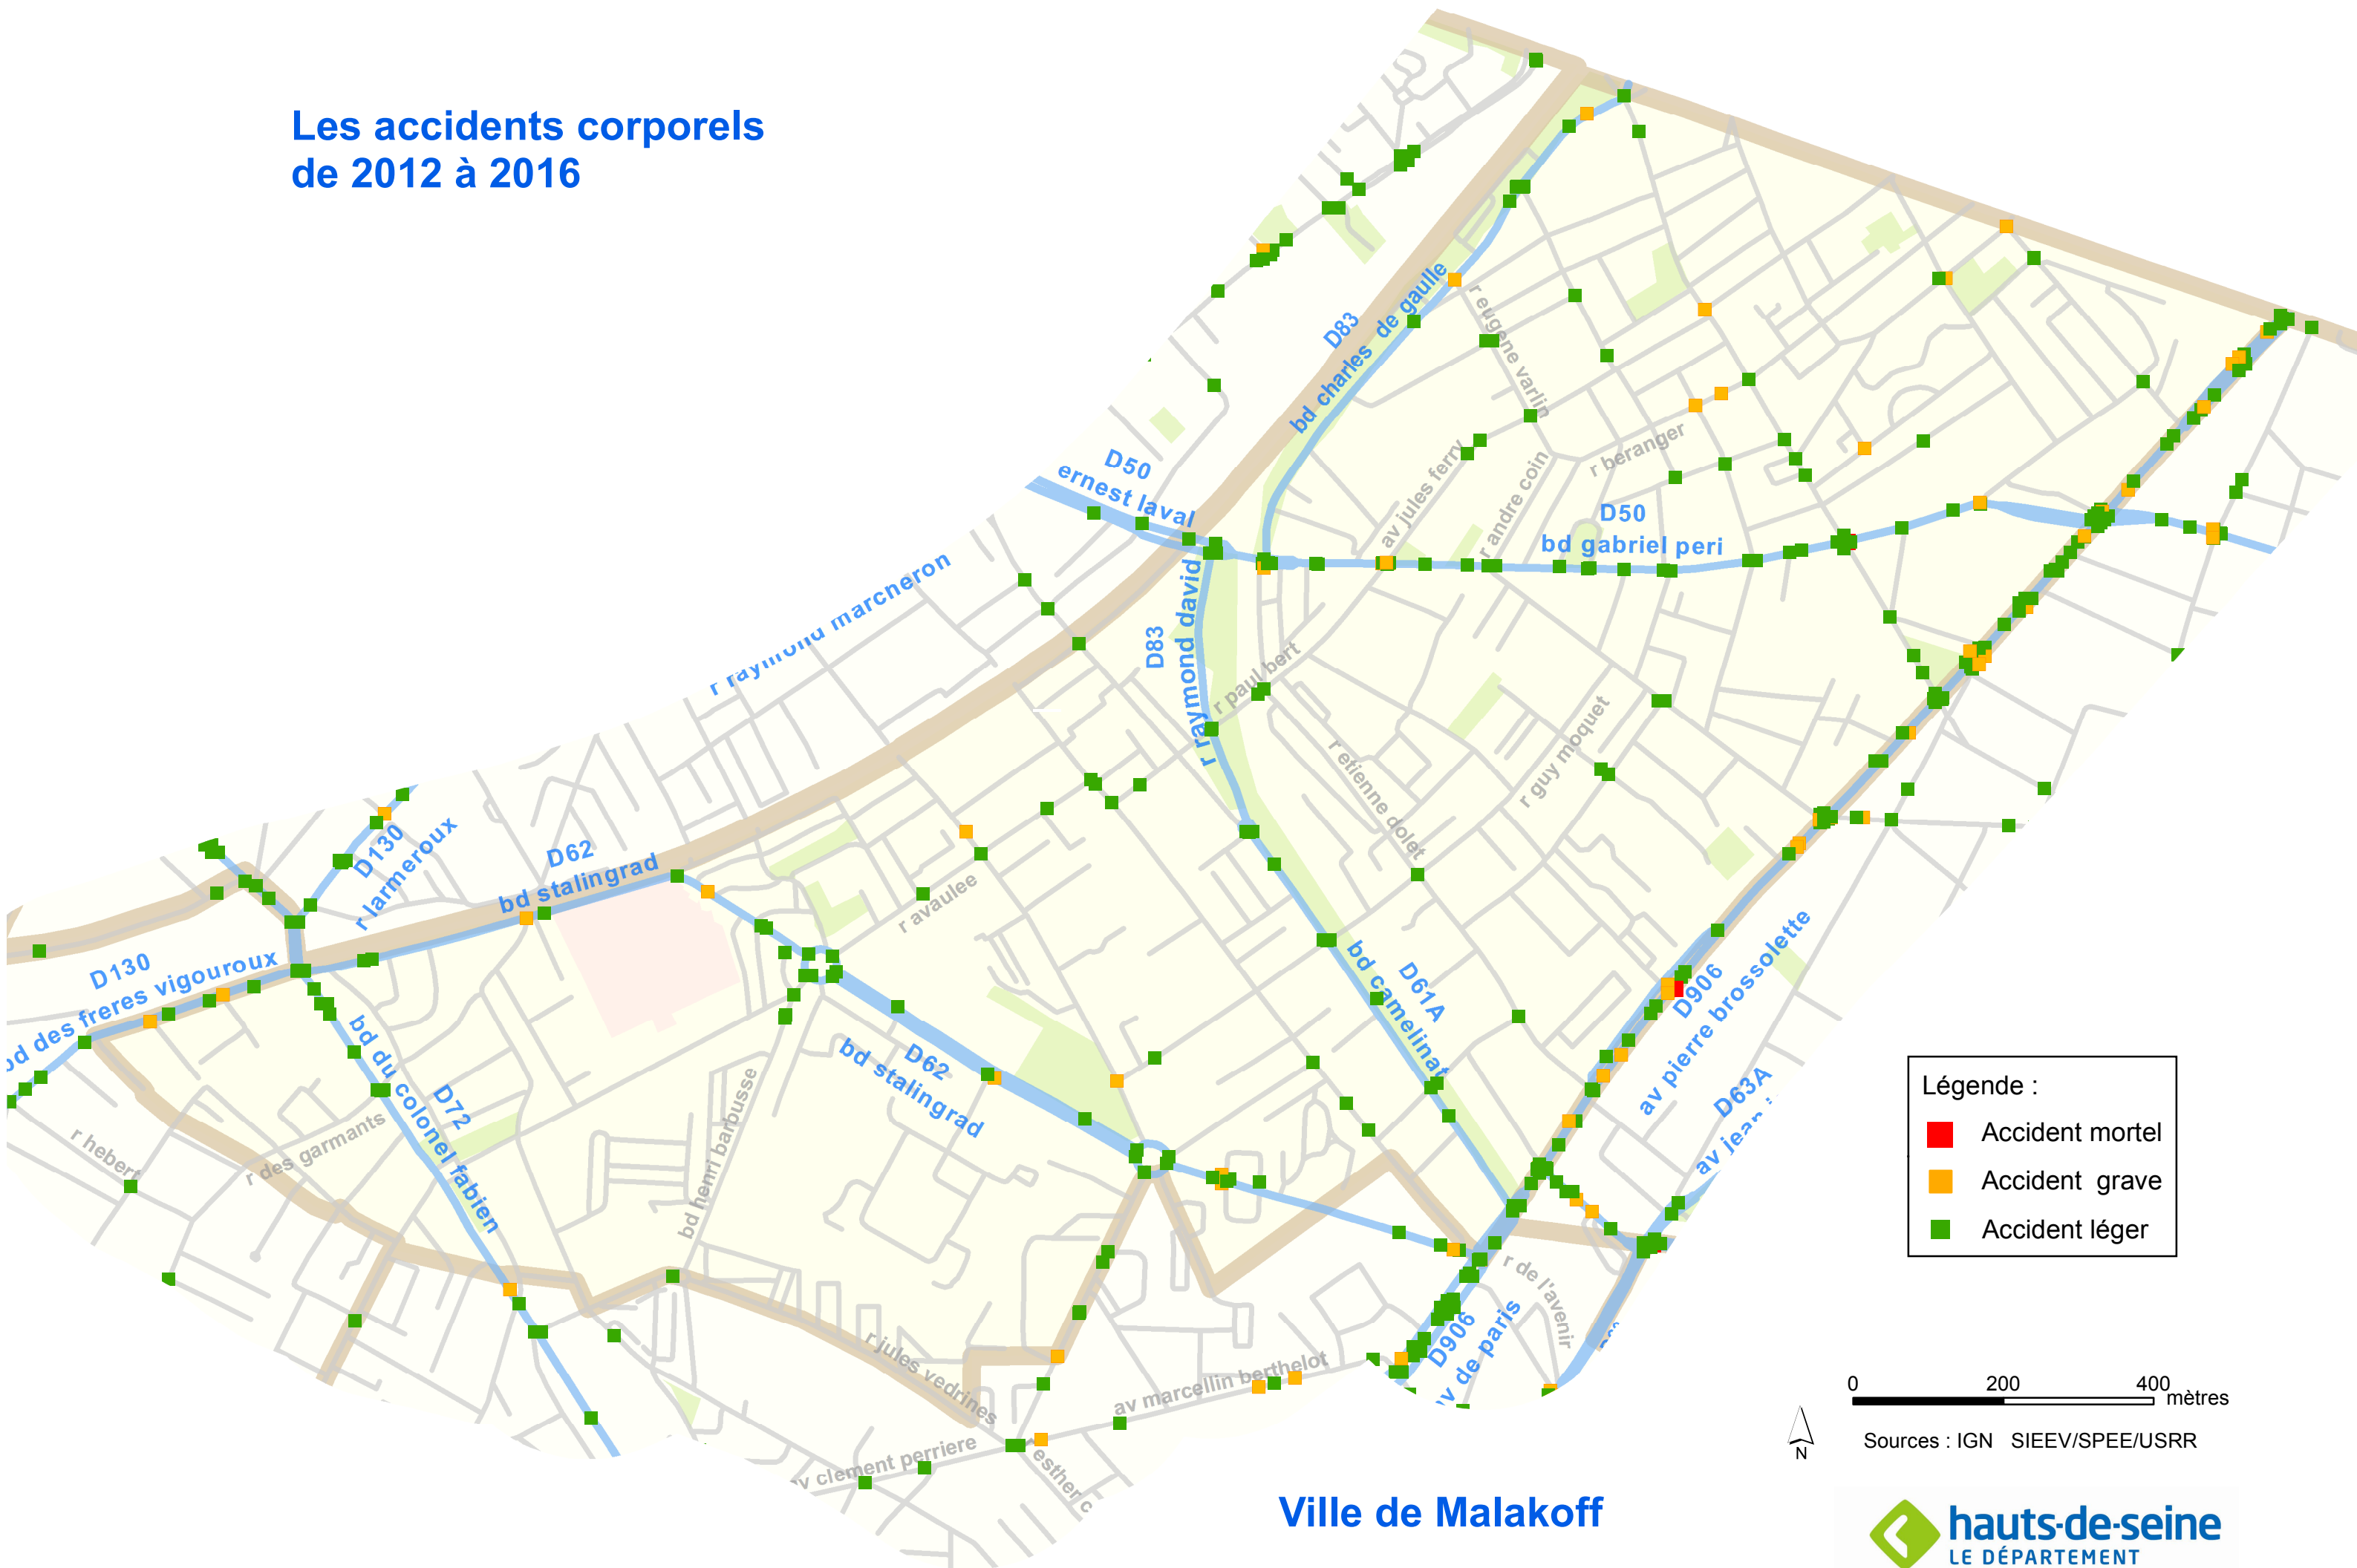 Les accidents corporels
de 2012 à 2016
D83
bd charles de gaulle
r eugene varlin
D50
ernest laval
av jules ferry
r andre coin
r beranger
D50
bd gabriel peri
r raymond marcheron
D83
r raymond david
r paul bert
r etienne dolet
r guy moquet
D130
r larmeroux
D62
bd stalingrad
r avaulee
D130
bd des freres vigouroux
bd du colonel fabien
D72
r hebert
r des garmants
bd henri barbusse
D62
bd stalingrad
D61A
bd camelinat
D906
av pierre brossolette
D63A
av jean
r de l'avenir
D906
av de paris
r jules vedrines
av marcellin berthelot
av clement perriere
esther c
Légende :
Accident mortel
Accident grave
Accident léger
0 200 400
mètres
N
Sources : IGN SIEEV/SPEE/USRR
Ville de Malakoff
hauts-de-seine
LE DÉPARTEMENT